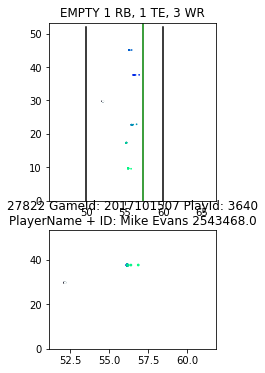 EMPTY 1 RB, 1 TE, 3 WR
50
40
30
20
10
0
50 55 60 65
27822 GameId: 2017101507 PlayId: 3640
PlayerName + ID: Mike Evans 2543468.0
40
20
0
52.5 55.0 57.5 60.0